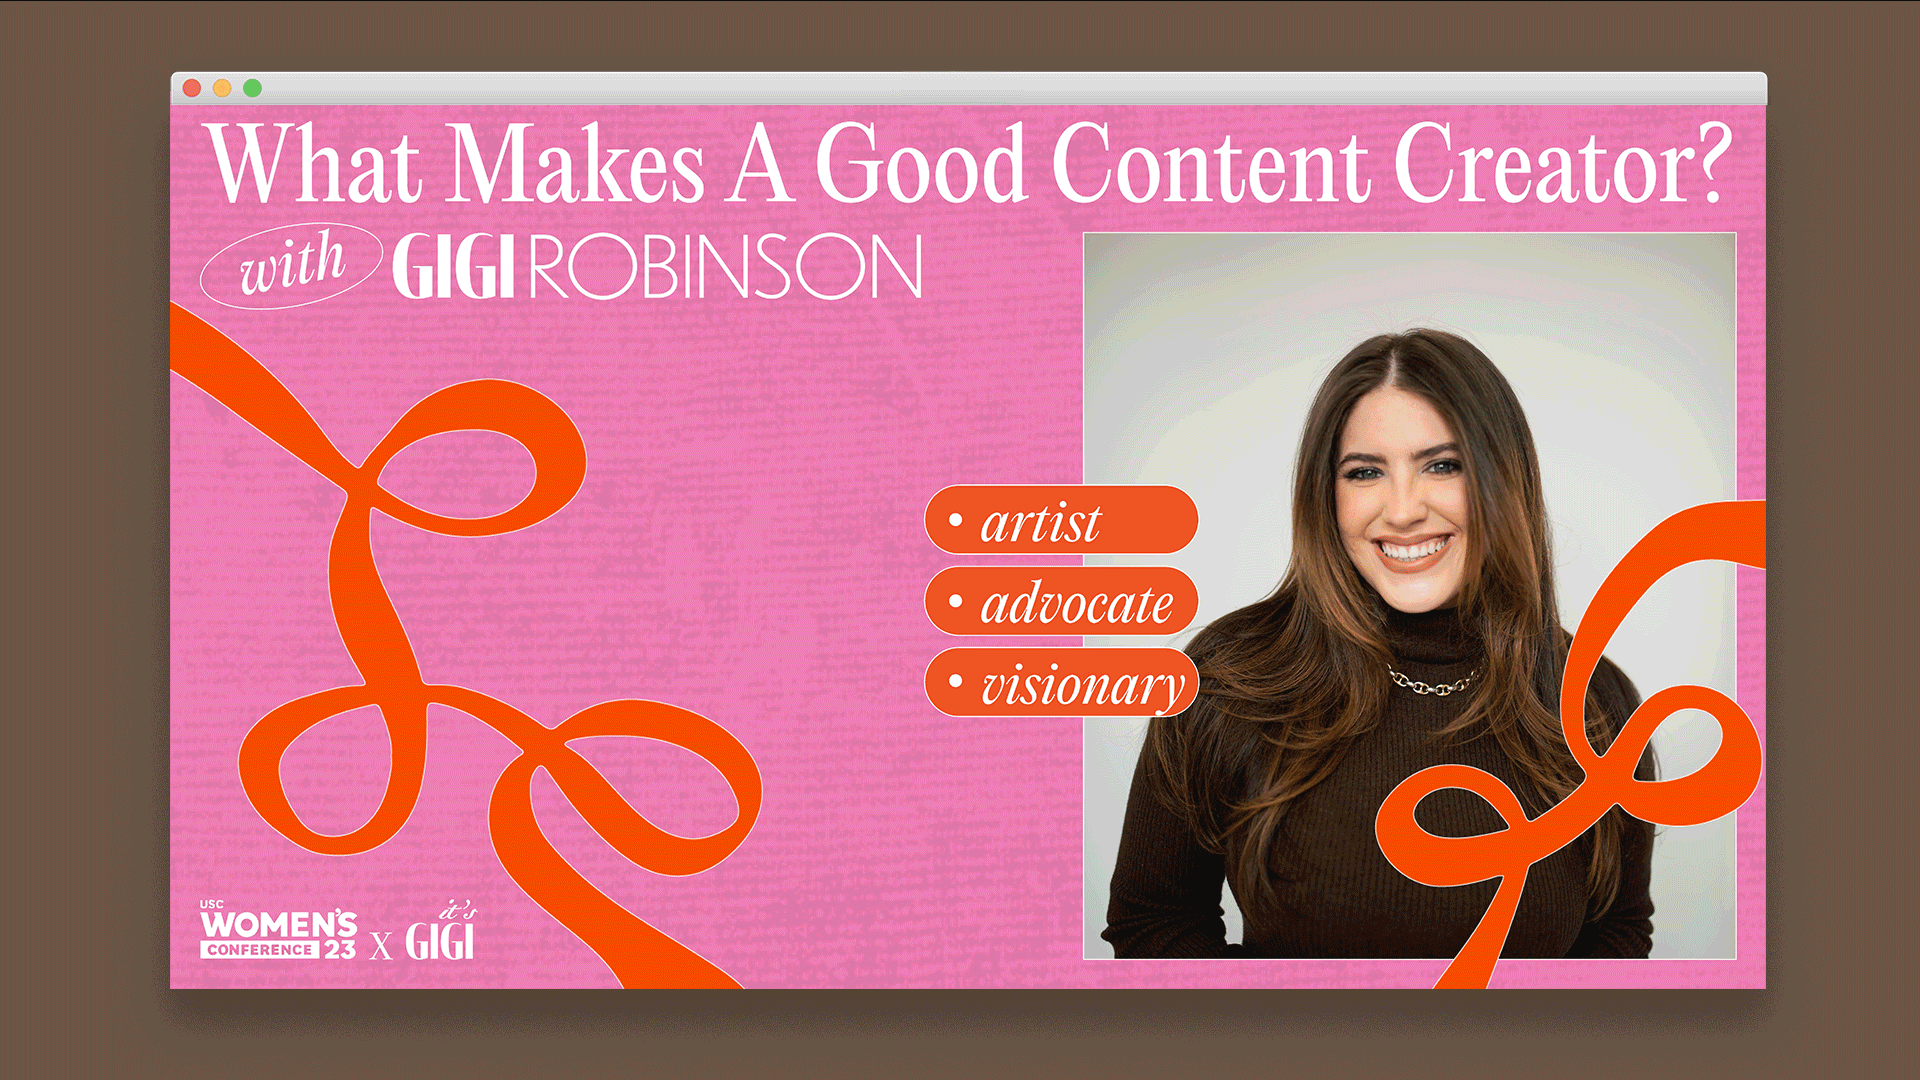 What Makes A Good Content Creator?
with GIGI ROBINSON
• artist
• advocate
• visionary
USC
WOMEN'S
CONFERENCE 23
X
it's
GIGI